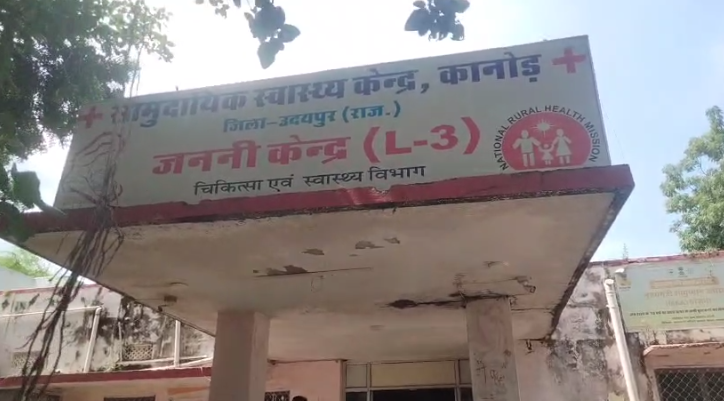 सामुदायिक स्वास्थ्य केन्द्र, कानोड़
जिला-उदयपुर (राज.)
जननी केन्द्र (L-3)
चिकित्सा एवं स्वास्थ्य विभाग
NATIONAL RURAL HEALTH MISSION